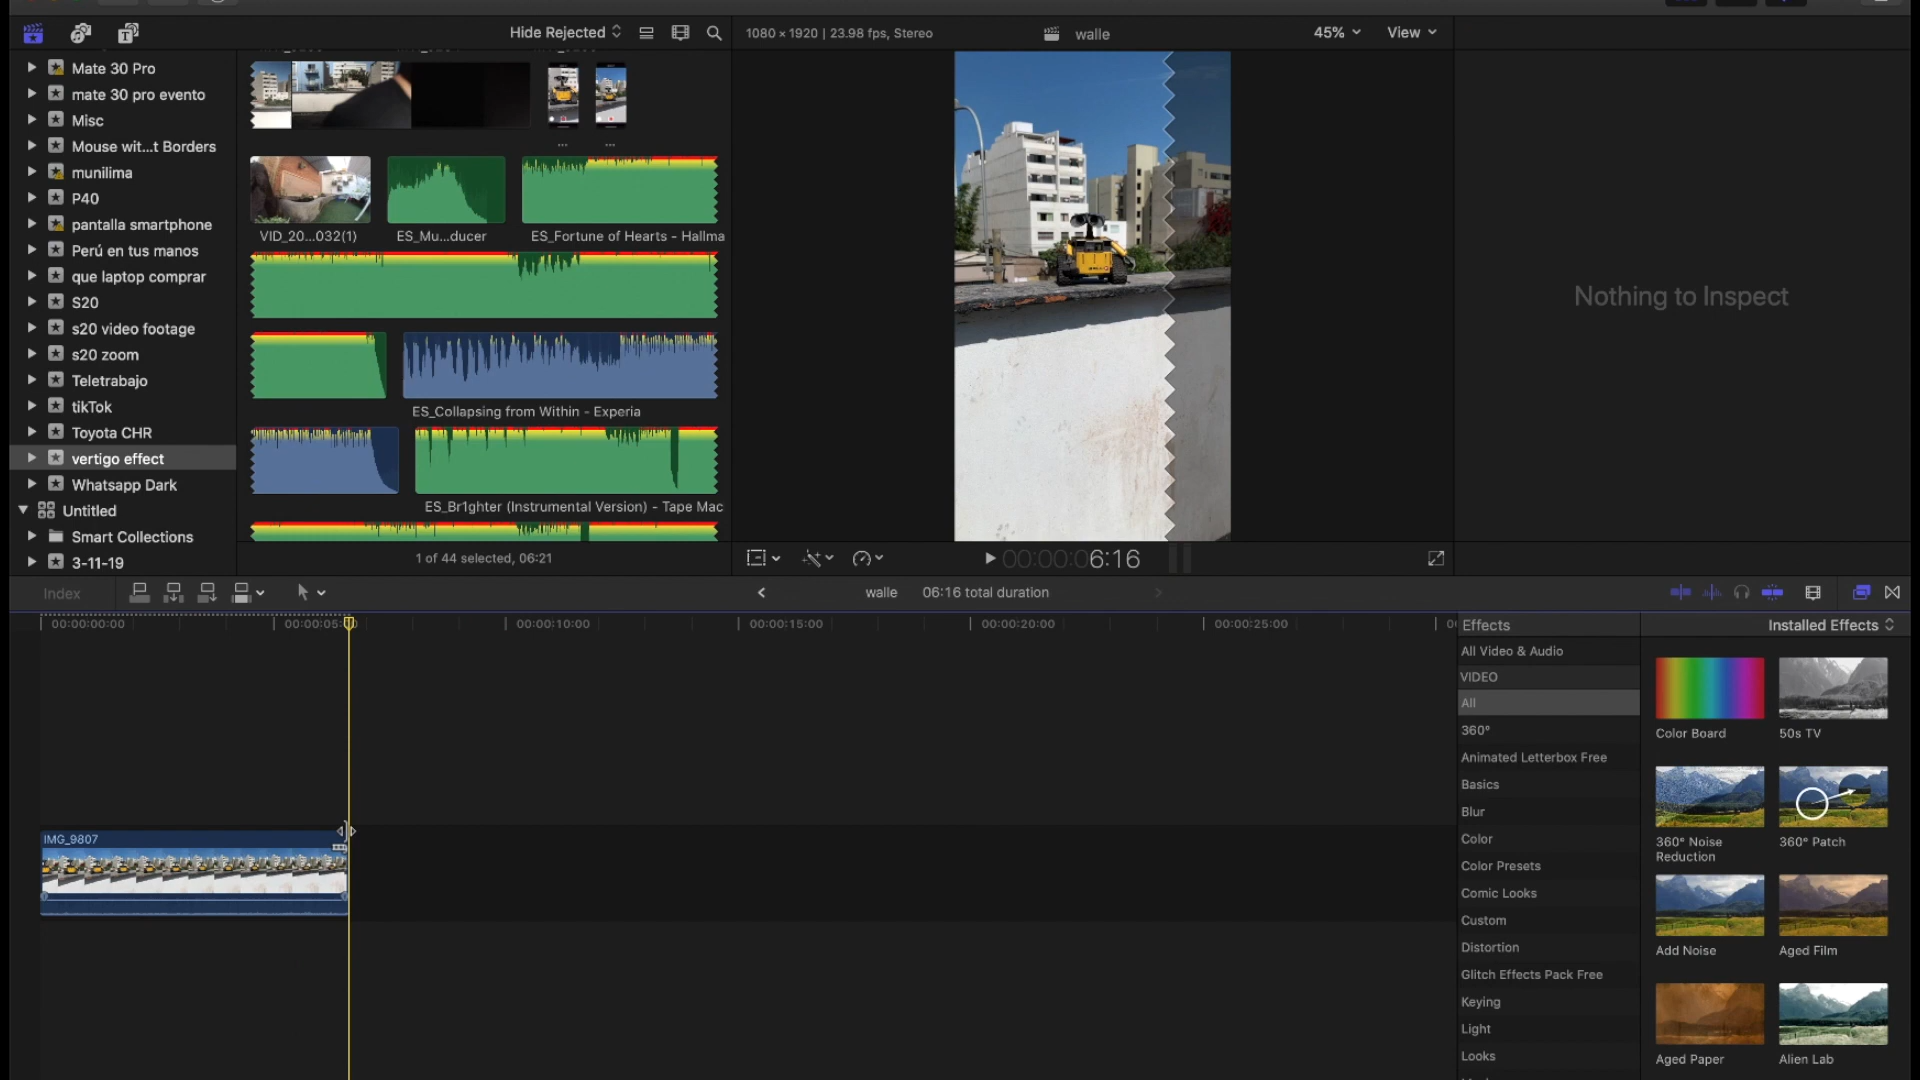 Hide Rejected
1080 × 1920 | 23.98 fps, Stereo
walle
45%
View
Mate 30 Pro
mate 30 pro evento
Misc
Mouse wit...t Borders
munilima
P40
pantalla smartphone
Perú en tus manos
que laptop comprar
S20
s20 video footage
s20 zoom
Teletrabajo
tikTok
Toyota CHR
vertigo effect
Whatsapp Dark
Untitled
Smart Collections
3-11-19
...
...
VID_20...032(1)
ES_Mu...ducer
ES_Fortune of Hearts - Hallma
ES_Collapsing from Within - Experia
ES_Br1ghter (Instrumental Version) - Tape Mac
1 of 44 selected, 06:21
00:00:06:16
Nothing to Inspect
Index
walle
06:16 total duration
00:00:00:00
00:00:10:00
00:00:15:00
00:00:20:00
00:00:25:00
IMG_9807
Effects
Installed Effects
All Video & Audio
VIDEO
All
360°
Animated Letterbox Free
Basics
Blur
Color
Color Presets
Comic Looks
Custom
Distortion
Glitch Effects Pack Free
Keying
Light
Looks
Color Board
50s TV
360° Noise
Reduction
360° Patch
Add Noise
Aged Film
Aged Paper
Alien Lab